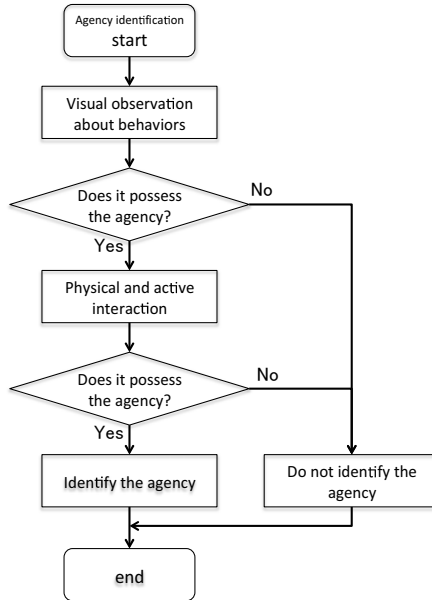 Agency identification
start
Visual observation
about behaviors
Does it possess
the agency?
No
Yes
Physical and active
interaction
Does it possess
the agency?
No
Yes
Identify the agency
Do not identify the
agency
end